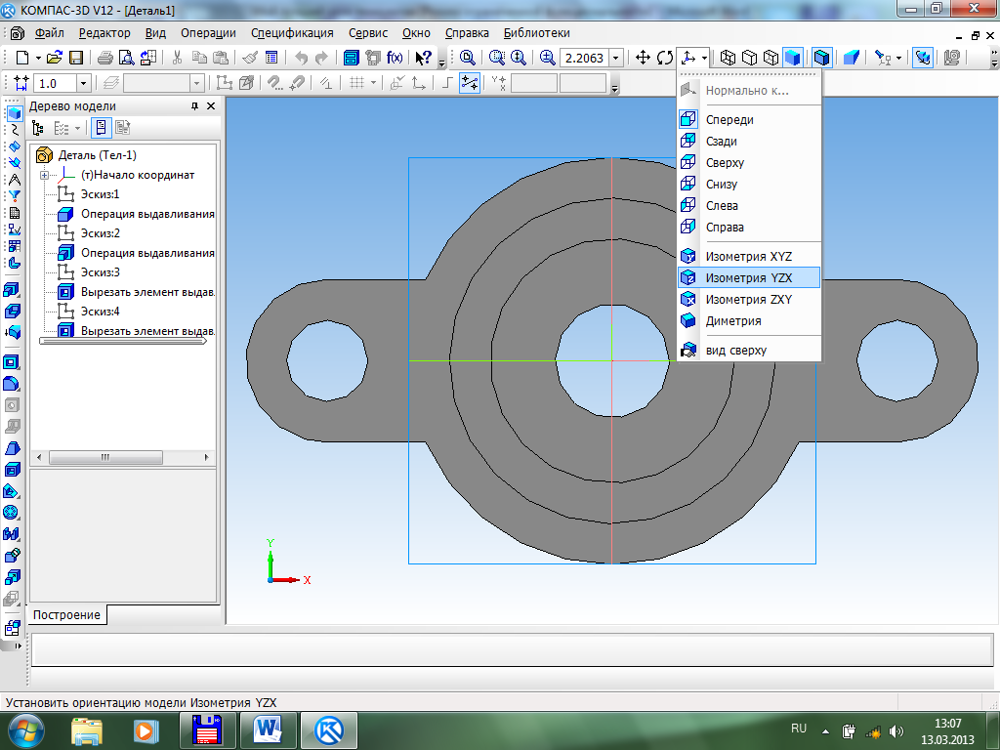 КОМПАС-3D V12 - [Деталь1]
Файл Редактор Вид Операции Спецификация Сервис Окно Справка Библиотеки
2.2063
f(x)
1.0
Дерево модели
Деталь (Тел-1)
(т)Начало координат
Эскиз:1
Операция выдавливания
Эскиз:2
Операция выдавливания
Эскиз:3
Вырезать элемент выдав.
Эскиз:4
Вырезать элемент выдав.
Построение
Нормально к...
Спереди
Сзади
Сверху
Снизу
Слева
Справа
Изометрия XYZ
Изометрия YZX
Изометрия ZXY
Диметрия
вид сверху
Y
X
Установить ориентацию модели Изометрия YZX
RU
13:07
13.03.2013